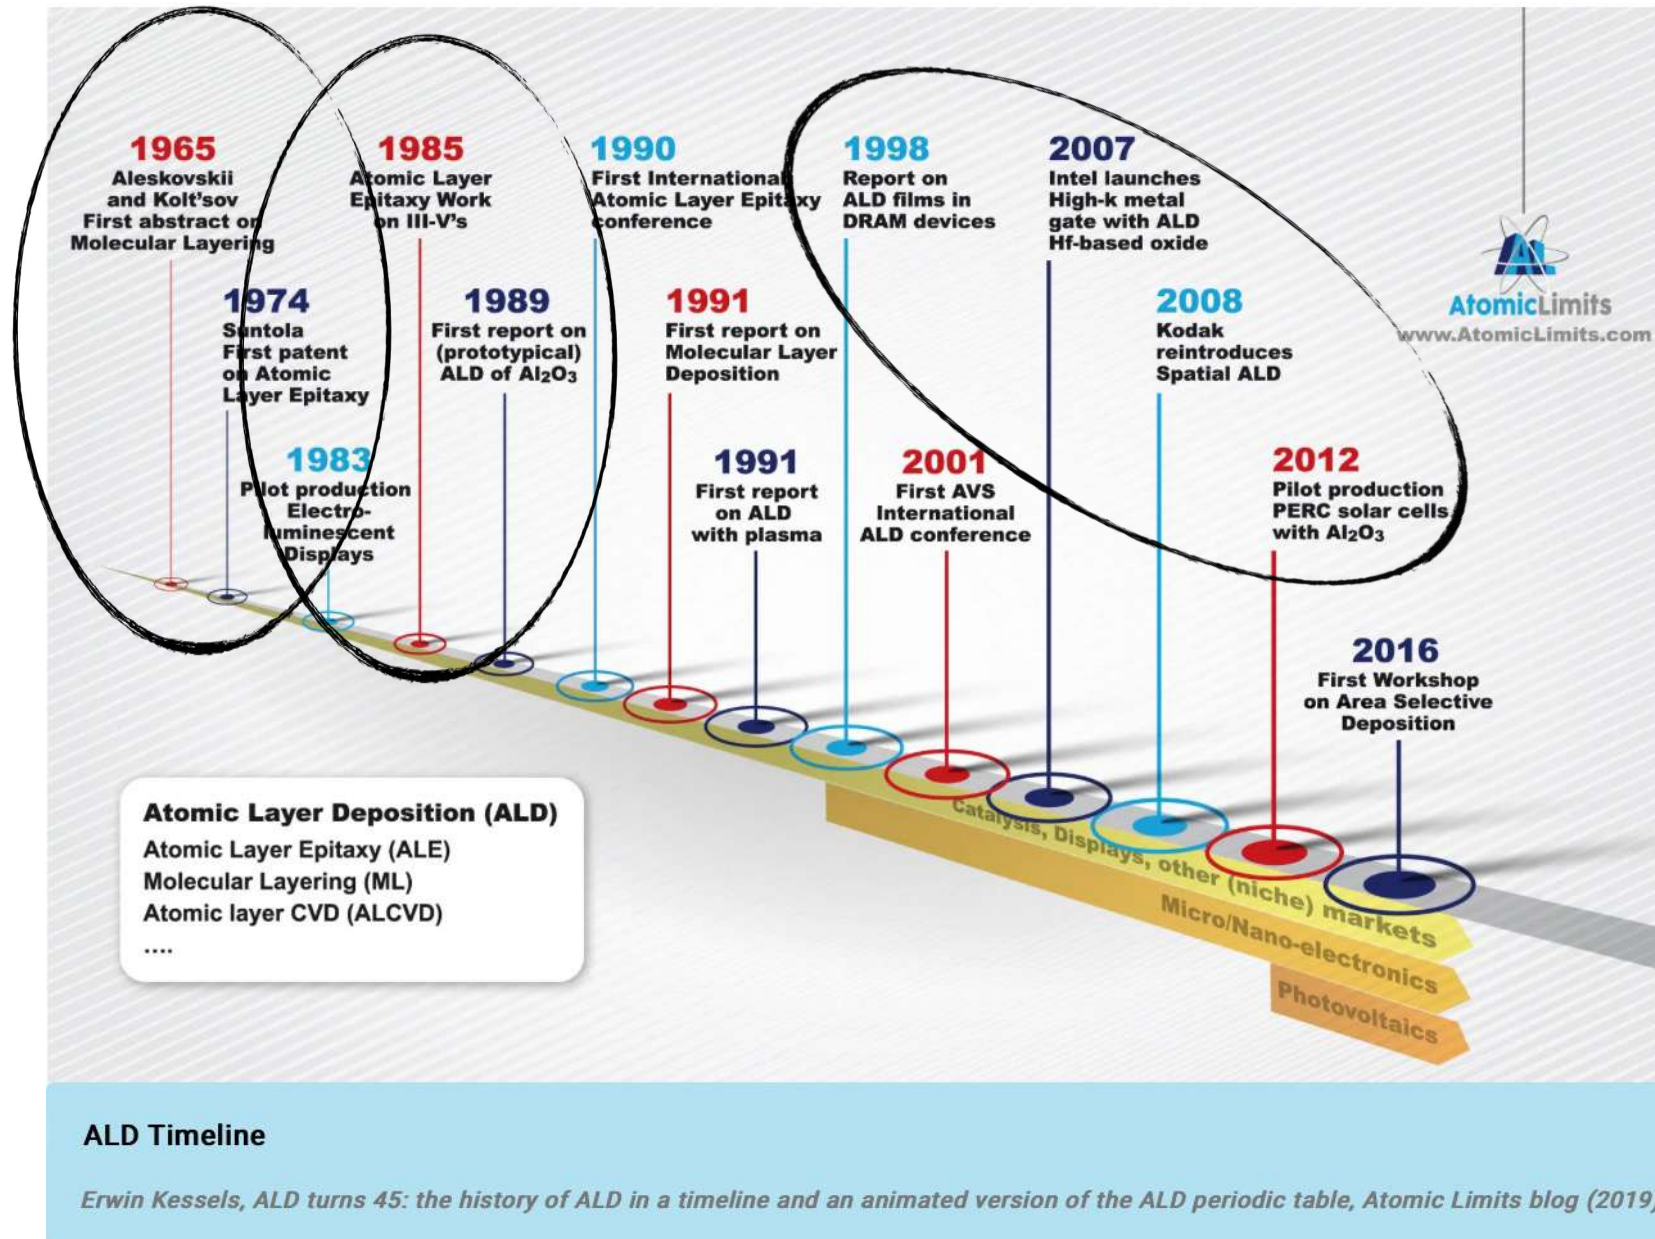 1965
Aleskovskii
and Kolt'sov
First abstract on
Molecular Layering
1985
Atomic Layer
Epitaxy Work
on III-V's
1990
First International
Atomic Layer Epitaxy
conference
1998
Report on
ALD films in
DRAM devices
2007
Intel launches
High-k metal
gate with ALD
Hf-based oxide
AL
AtomicLimits
www.AtomicLimits.com
1974
Suntola
First patent
on Atomic
Layer Epitaxy
1989
First report on
(prototypical)
ALD of Al₂O₃
1991
First report on
Molecular Layer
Deposition
2008
Kodak
reintroduces
Spatial ALD
1983
Pilot production
Electro-
luminescent
Displays
1991
First report
on ALD
with plasma
2001
First AVS
International
ALD conference
2012
Pilot production
PERC solar cells
with Al₂O₃
2016
First Workshop
on Area Selective
Deposition
Catalysis, Displays, other (niche) markets
Micro/Nano-electronics
Photovoltaics
Atomic Layer Deposition (ALD)
Atomic Layer Epitaxy (ALE)
Molecular Layering (ML)
Atomic layer CVD (ALCVD)
....
ALD Timeline
Erwin Kessels, ALD turns 45: the history of ALD in a timeline and an animated version of the ALD periodic table, Atomic Limits blog (2019)